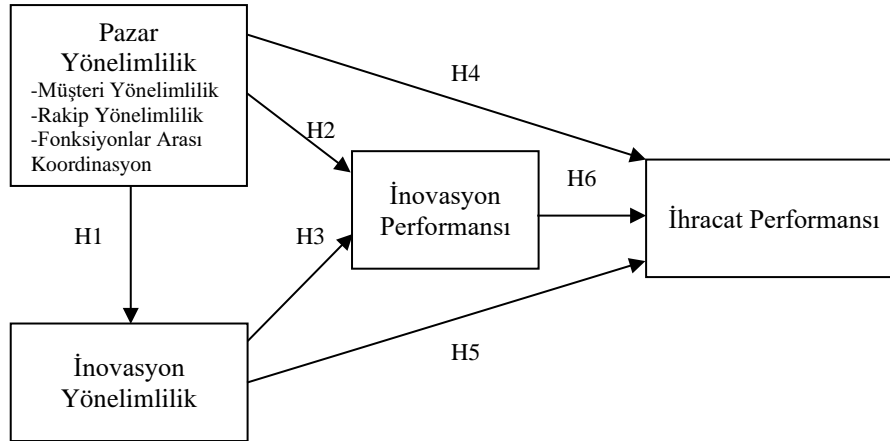 Pazar
Yönelimlilik
-Müşteri Yönelimlilik
-Rakip Yönelimlilik
-Fonksiyonlar Arası
Koordinasyon
H4
H2
H6
İnovasyon
Performansı
İhracat Performansı
H1
H3
H5
İnovasyon
Yönelimlilik